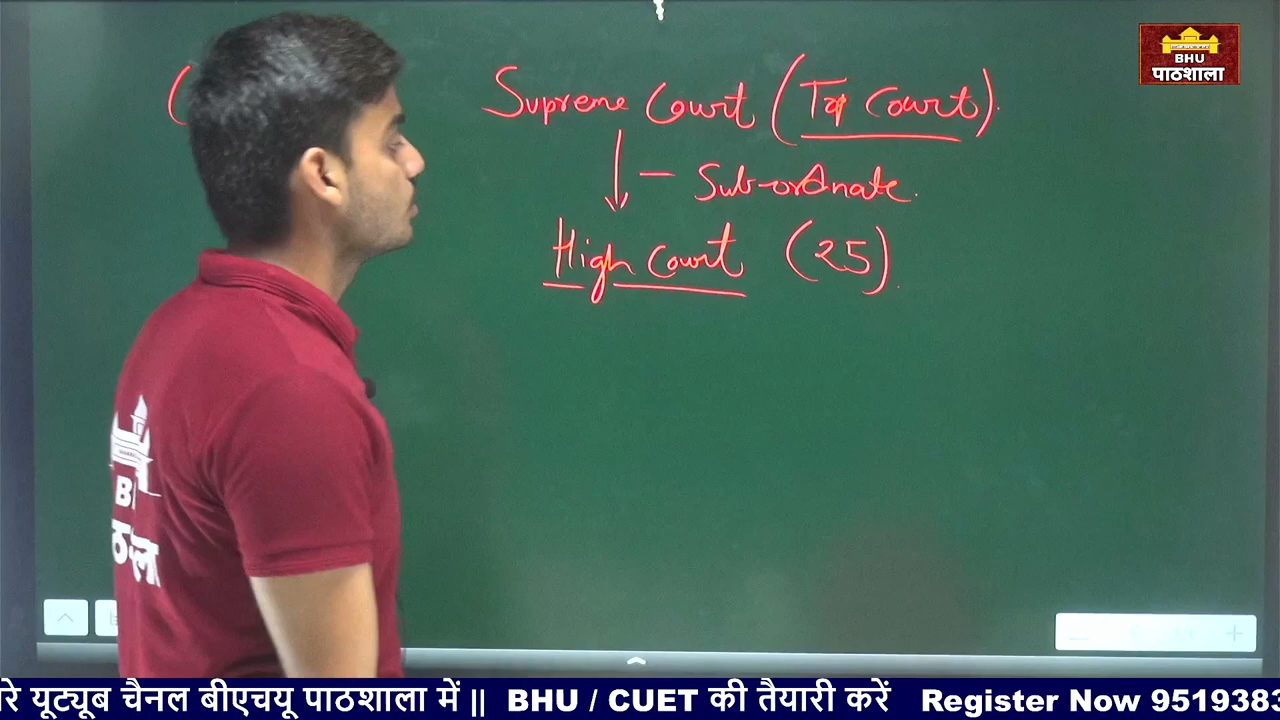 ( Supreme Court (Top Court).
— Sub-ordinate.
High Court (25).
BHU
पाठशाला
रे यूट्यूब चैनल बीएचयू पाठशाला में || BHU / CUET की तैयारी करें Register Now 9519383